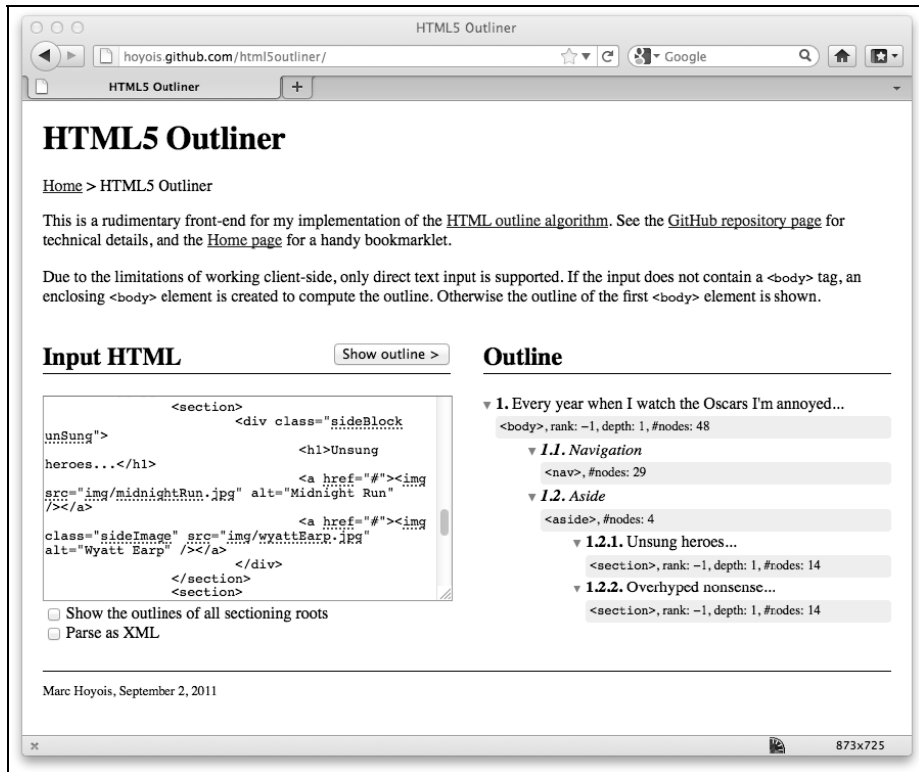 HTML5 Outliner
hoyois.github.com/html5outliner/
Google
HTML5 Outliner
+
HTML5 Outliner
Home > HTML5 Outliner
This is a rudimentary front-end for my implementation of the HTML outline algorithm. See the GitHub repository page for
technical details, and the Home page for a handy bookmarklet.
Due to the limitations of working client-side, only direct text input is supported. If the input does not contain a <body> tag, an
enclosing <body> element is created to compute the outline. Otherwise the outline of the first <body> element is shown.
Input HTML
Show outline >
<section>
<div class="sideBlock
unSung">
<h1>Unsung
heroes...</h1>
<a href="#"><img
src="img/midnightRun.jpg" alt="Midnight Run"
/></a>
<a href="#"><img
class="sideImage" src="img/wyattEarp.jpg"
alt="Wyatt Earp" /></a>
</div>
</section>
<section>
Show the outlines of all sectioning roots
Parse as XML
Outline
1. Every year when I watch the Oscars I'm annoyed...
<body>, rank: −1, depth: 1, #nodes: 48
1.1. Navigation
<nav>, #nodes: 29
1.2. Aside
<aside>, #nodes: 4
1.2.1. Unsung heroes...
<section>, rank: −1, depth: 1, #nodes: 14
1.2.2. Overhyped nonsense...
<section>, rank: −1, depth: 1, #nodes: 14
Marc Hoyois, September 2, 2011
873x725